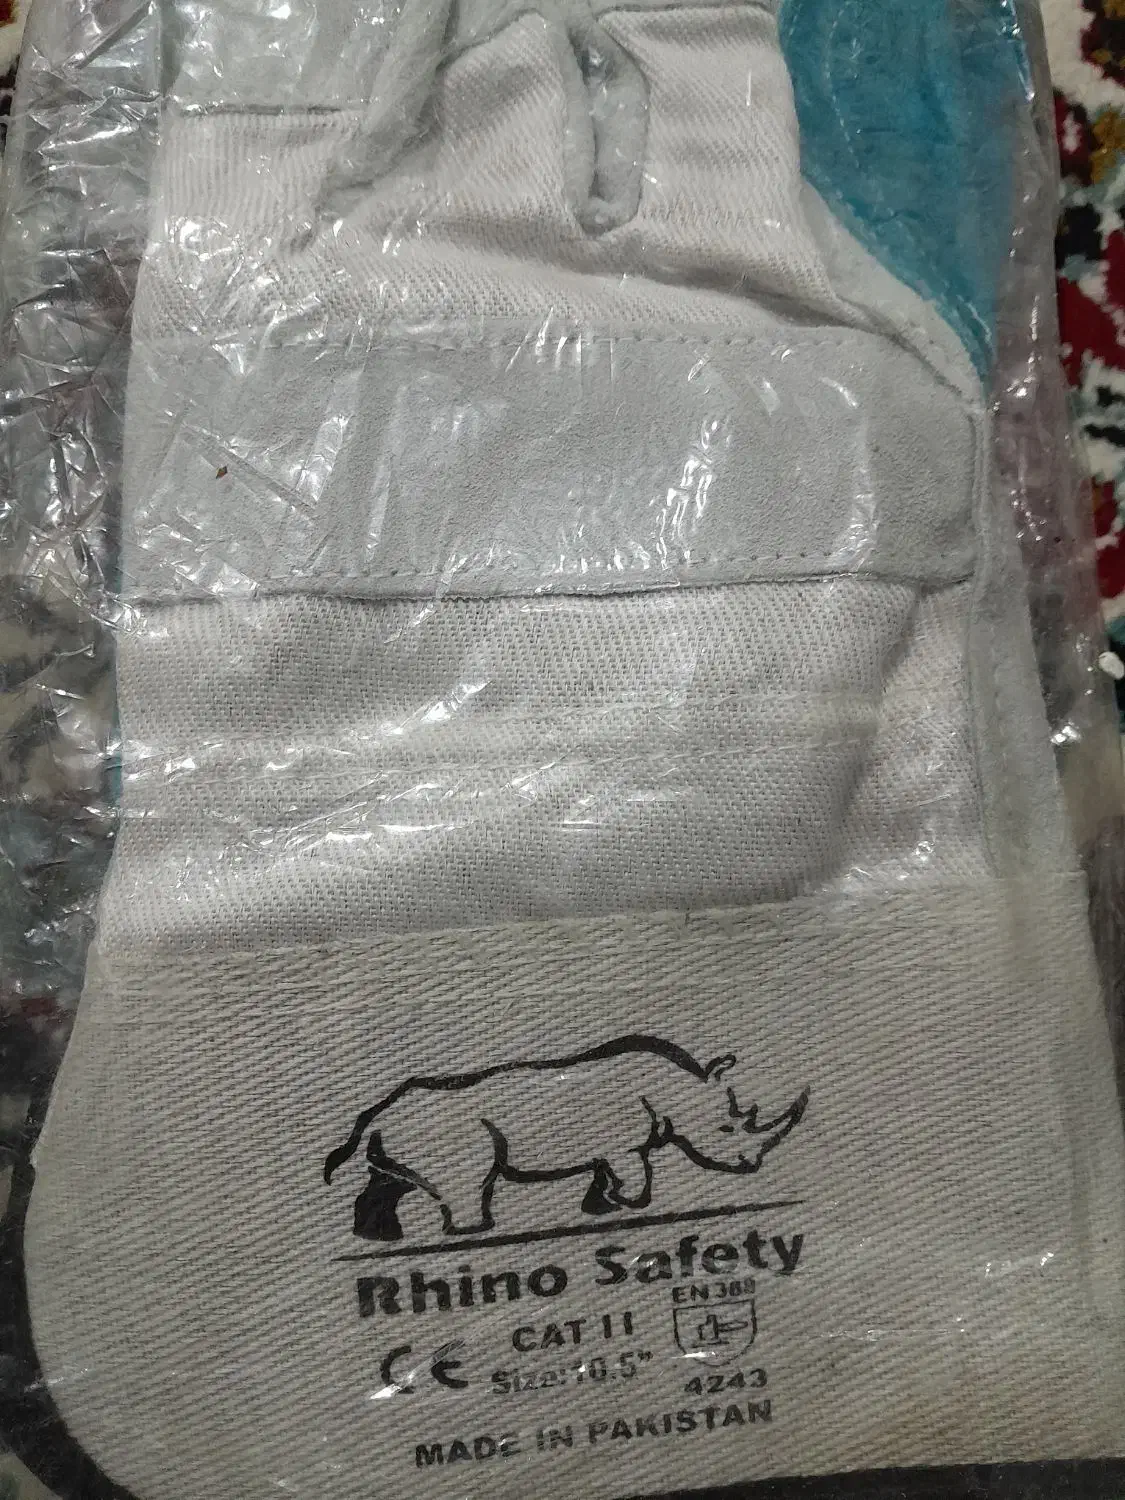 Rhino Safety
EN 388
CAT II
CE
Size:10.5"
4243
MADE IN PAKISTAN